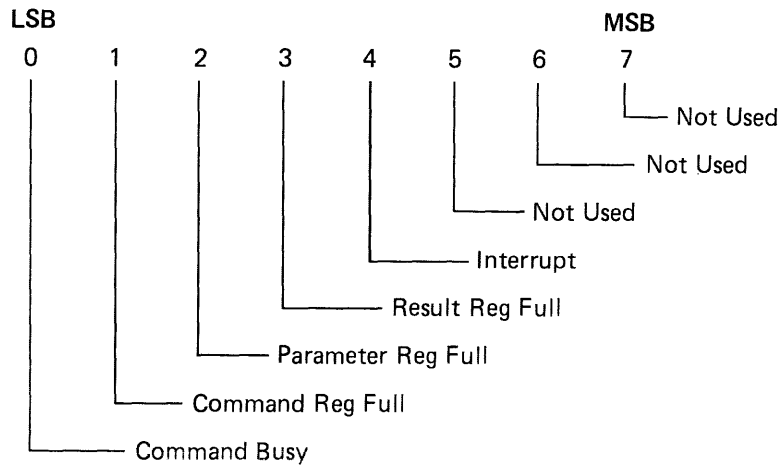 LSB MSB
0 1 2 3 4 5 6 7
Not Used
Not Used
Not Used
Interrupt
Result Reg Full
Parameter Reg Full
Command Reg Full
Command Busy